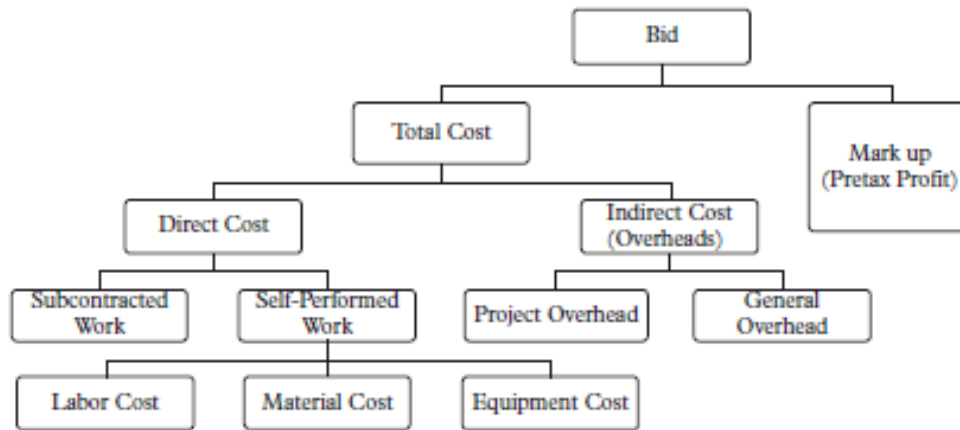 Bid
Total Cost
Mark up
(Pretax Profit)
Direct Cost
Indirect Cost
(Overheads)
Subcontracted
Work
Self-Performed
Work
Project Overhead
General
Overhead
Labor Cost
Material Cost
Equipment Cost